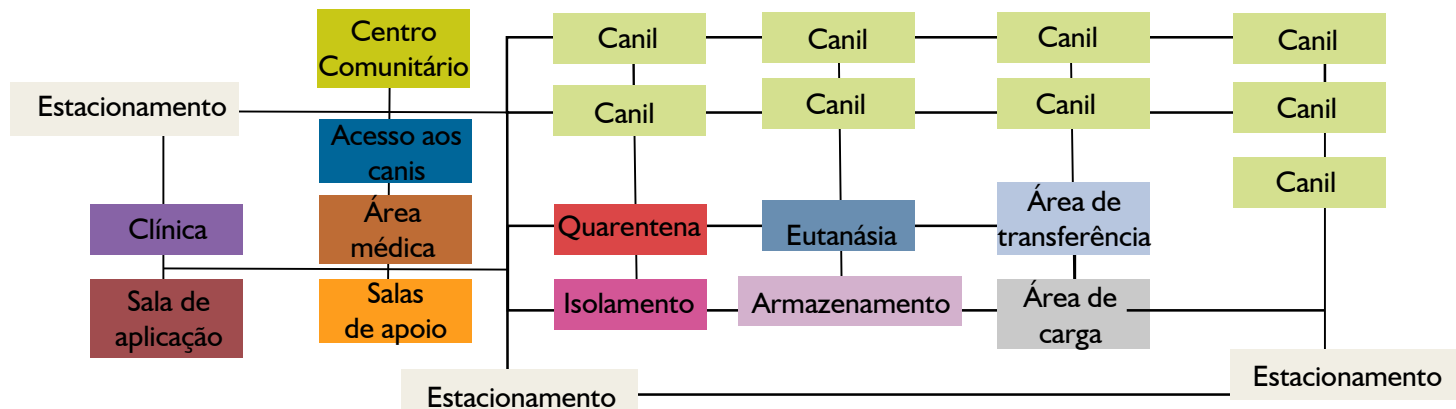 Centro
Comunitário
Canil
Canil
Canil
Canil
Estacionamento
Canil
Canil
Canil
Canil
Acesso aos
canis
Canil
Clínica
Área
médica
Quarentena
Eutanásia
Área de
transferência
Sala de
aplicação
Salas
de apoio
Isolamento
Armazenamento
Área de
carga
Estacionamento
Estacionamento